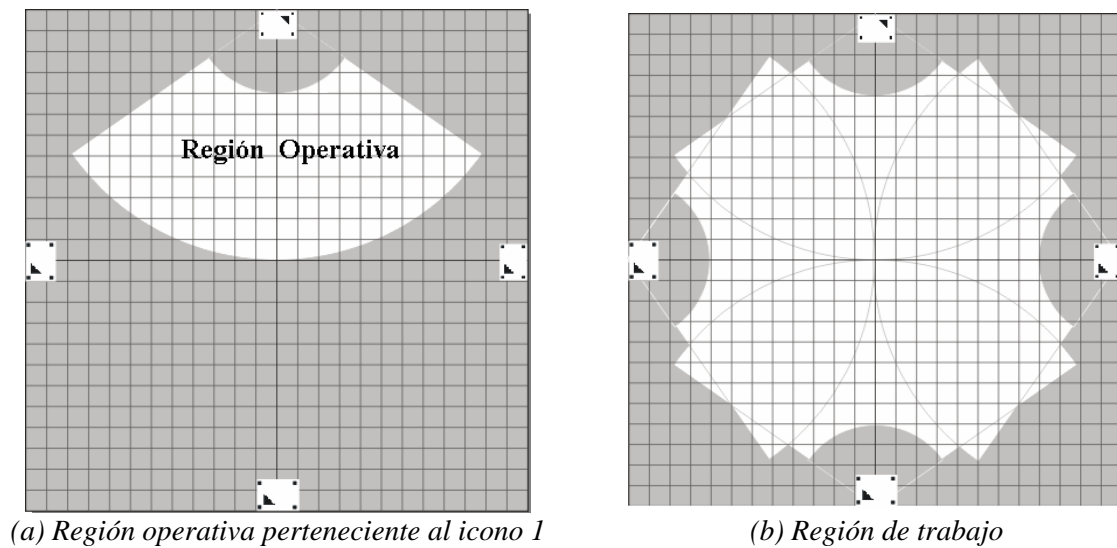 Región Operativa
(a) Región operativa perteneciente al icono 1
(b) Región de trabajo